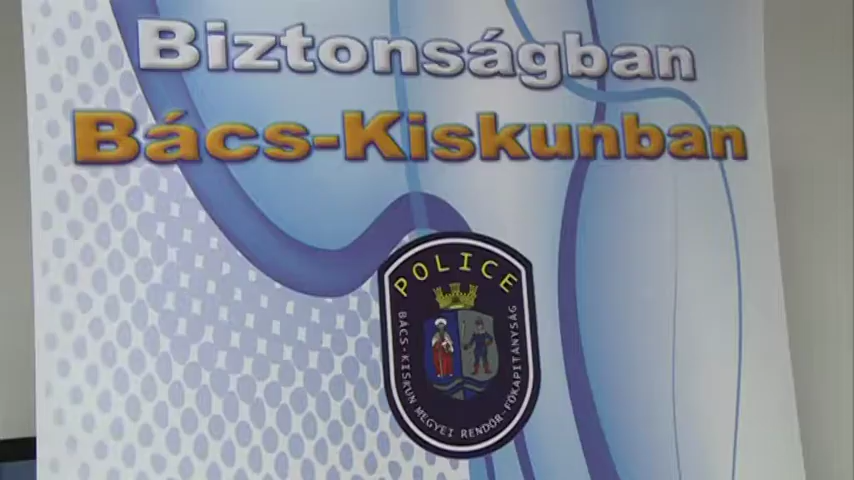 Biztonságban
Bács-Kiskunban
POLICE
BÁCS-KISKUN MEGYEI RENDŐR-FŐKAPITÁNYSÁG